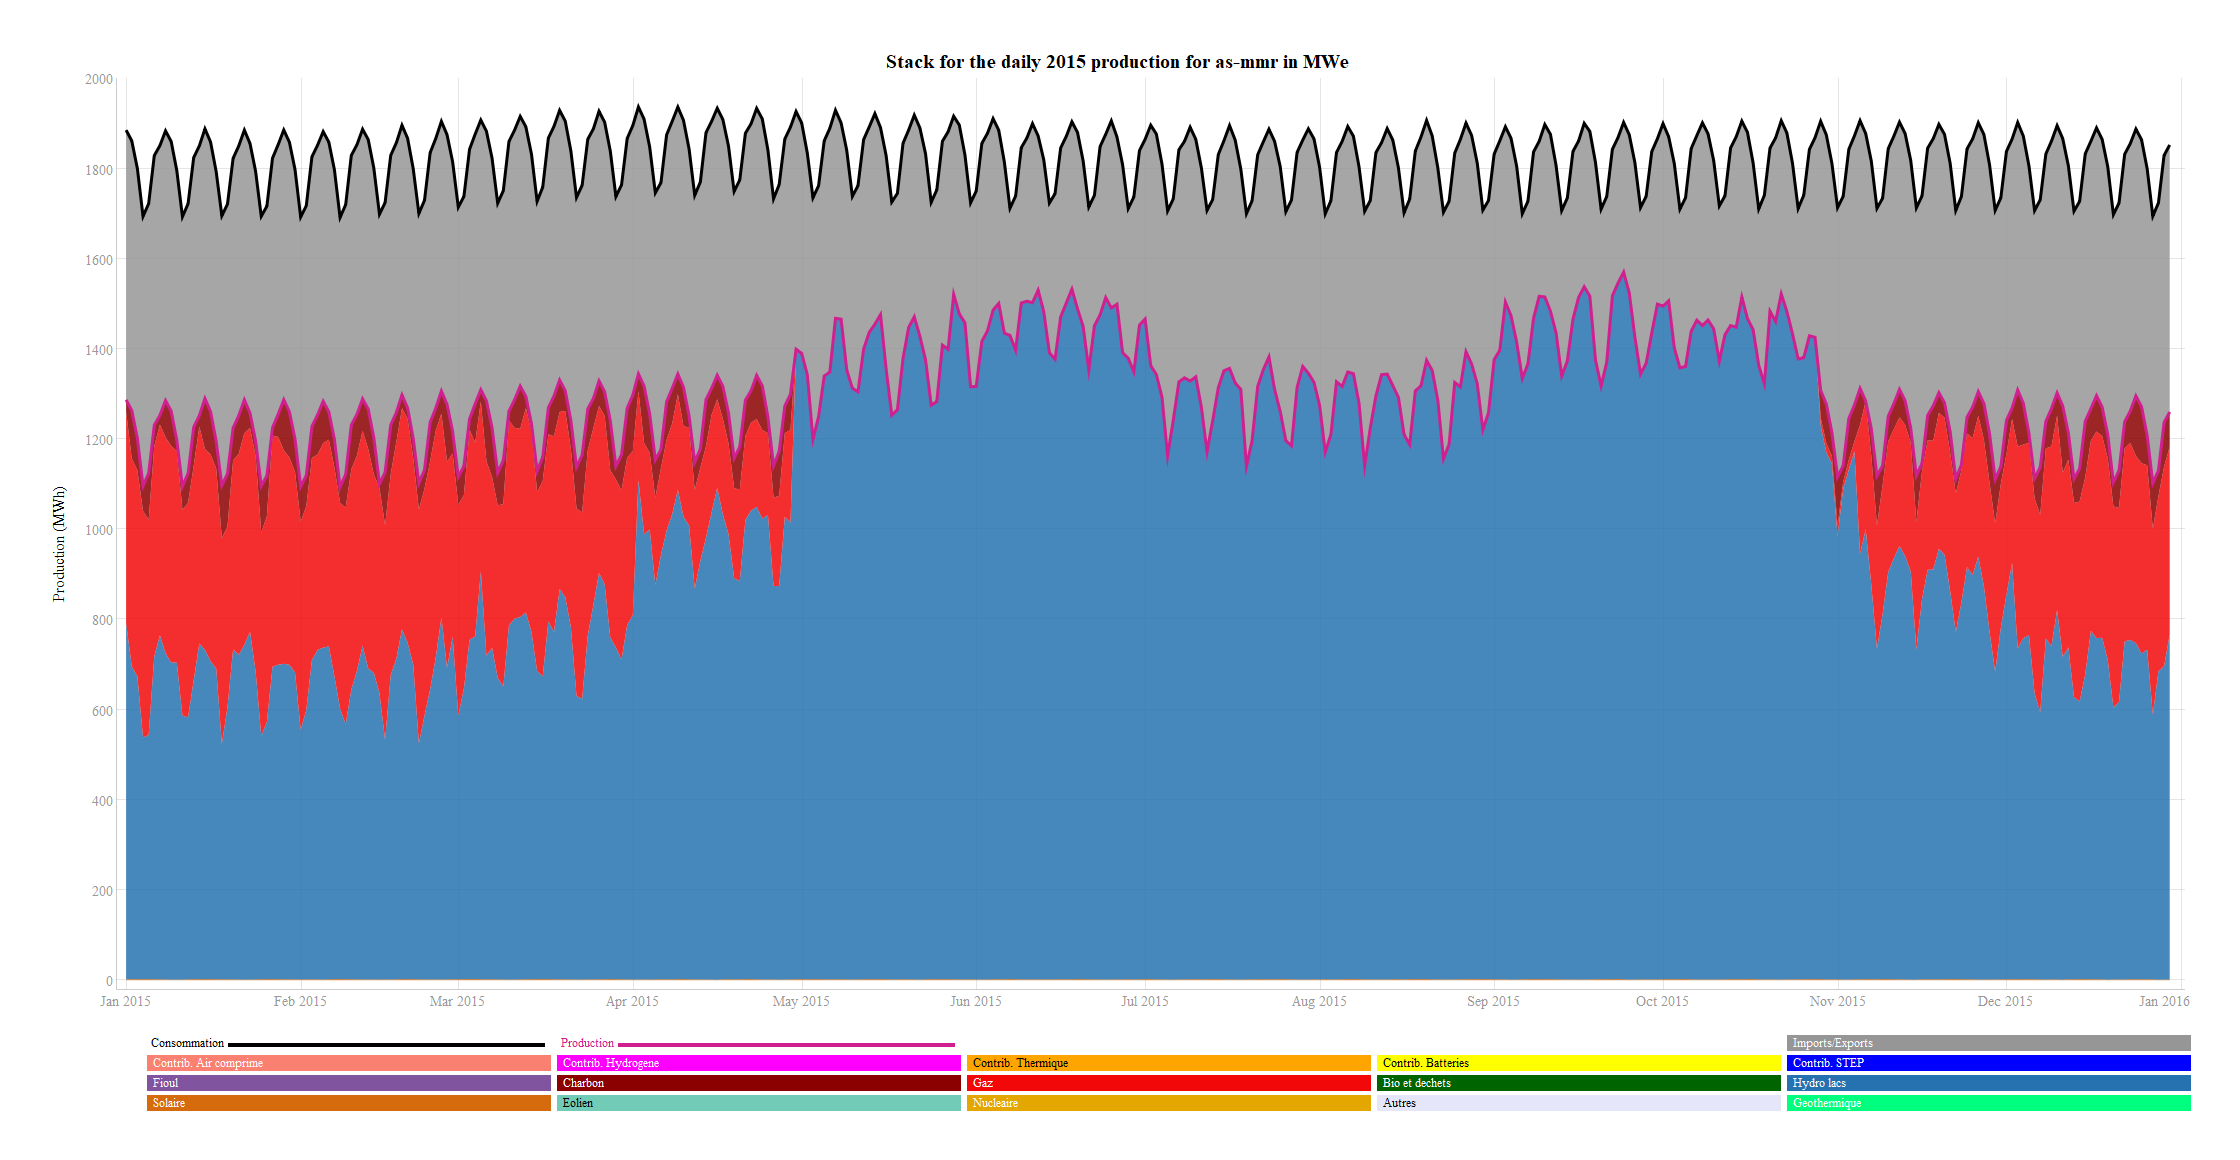 Stack for the daily 2015 production for as-mmr in MWe
Production (MWh)
2000
1800
1600
1400
1200
1000
800
600
400
200
0
Jan 2015 Feb 2015 Mar 2015 Apr 2015 May 2015 Jun 2015 Jul 2015 Aug 2015 Sep 2015 Oct 2015 Nov 2015 Dec 2015 Jan 2016
Consommation Production Imports/Exports
Contrib. Air comprime Contrib. Hydrogene Contrib. Thermique Contrib. Batteries Contrib. STEP
Fioul Charbon Gaz Bio et dechets Hydro lacs
Solaire Eolien Nucleaire Autres Geothermique